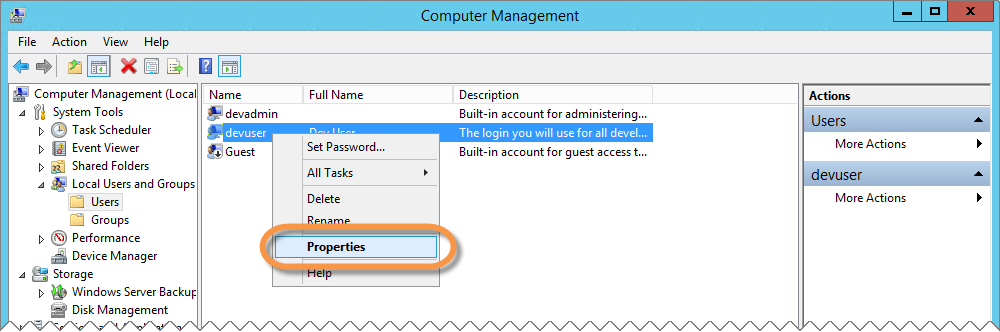 Computer Management
File Action View Help
Computer Management (Local
System Tools
Task Scheduler
Event Viewer
Shared Folders
Local Users and Groups
Users
Groups
Performance
Device Manager
Storage
Windows Server Backup
Disk Management
Name Full Name Description
devadmin Built-in account for administering...
devuser Dev User The login you will use for all devel...
Guest Built-in account for guest access t...
Set Password...
All Tasks
Delete
Rename
Properties
Help
Actions
Users
More Actions
devuser
More Actions